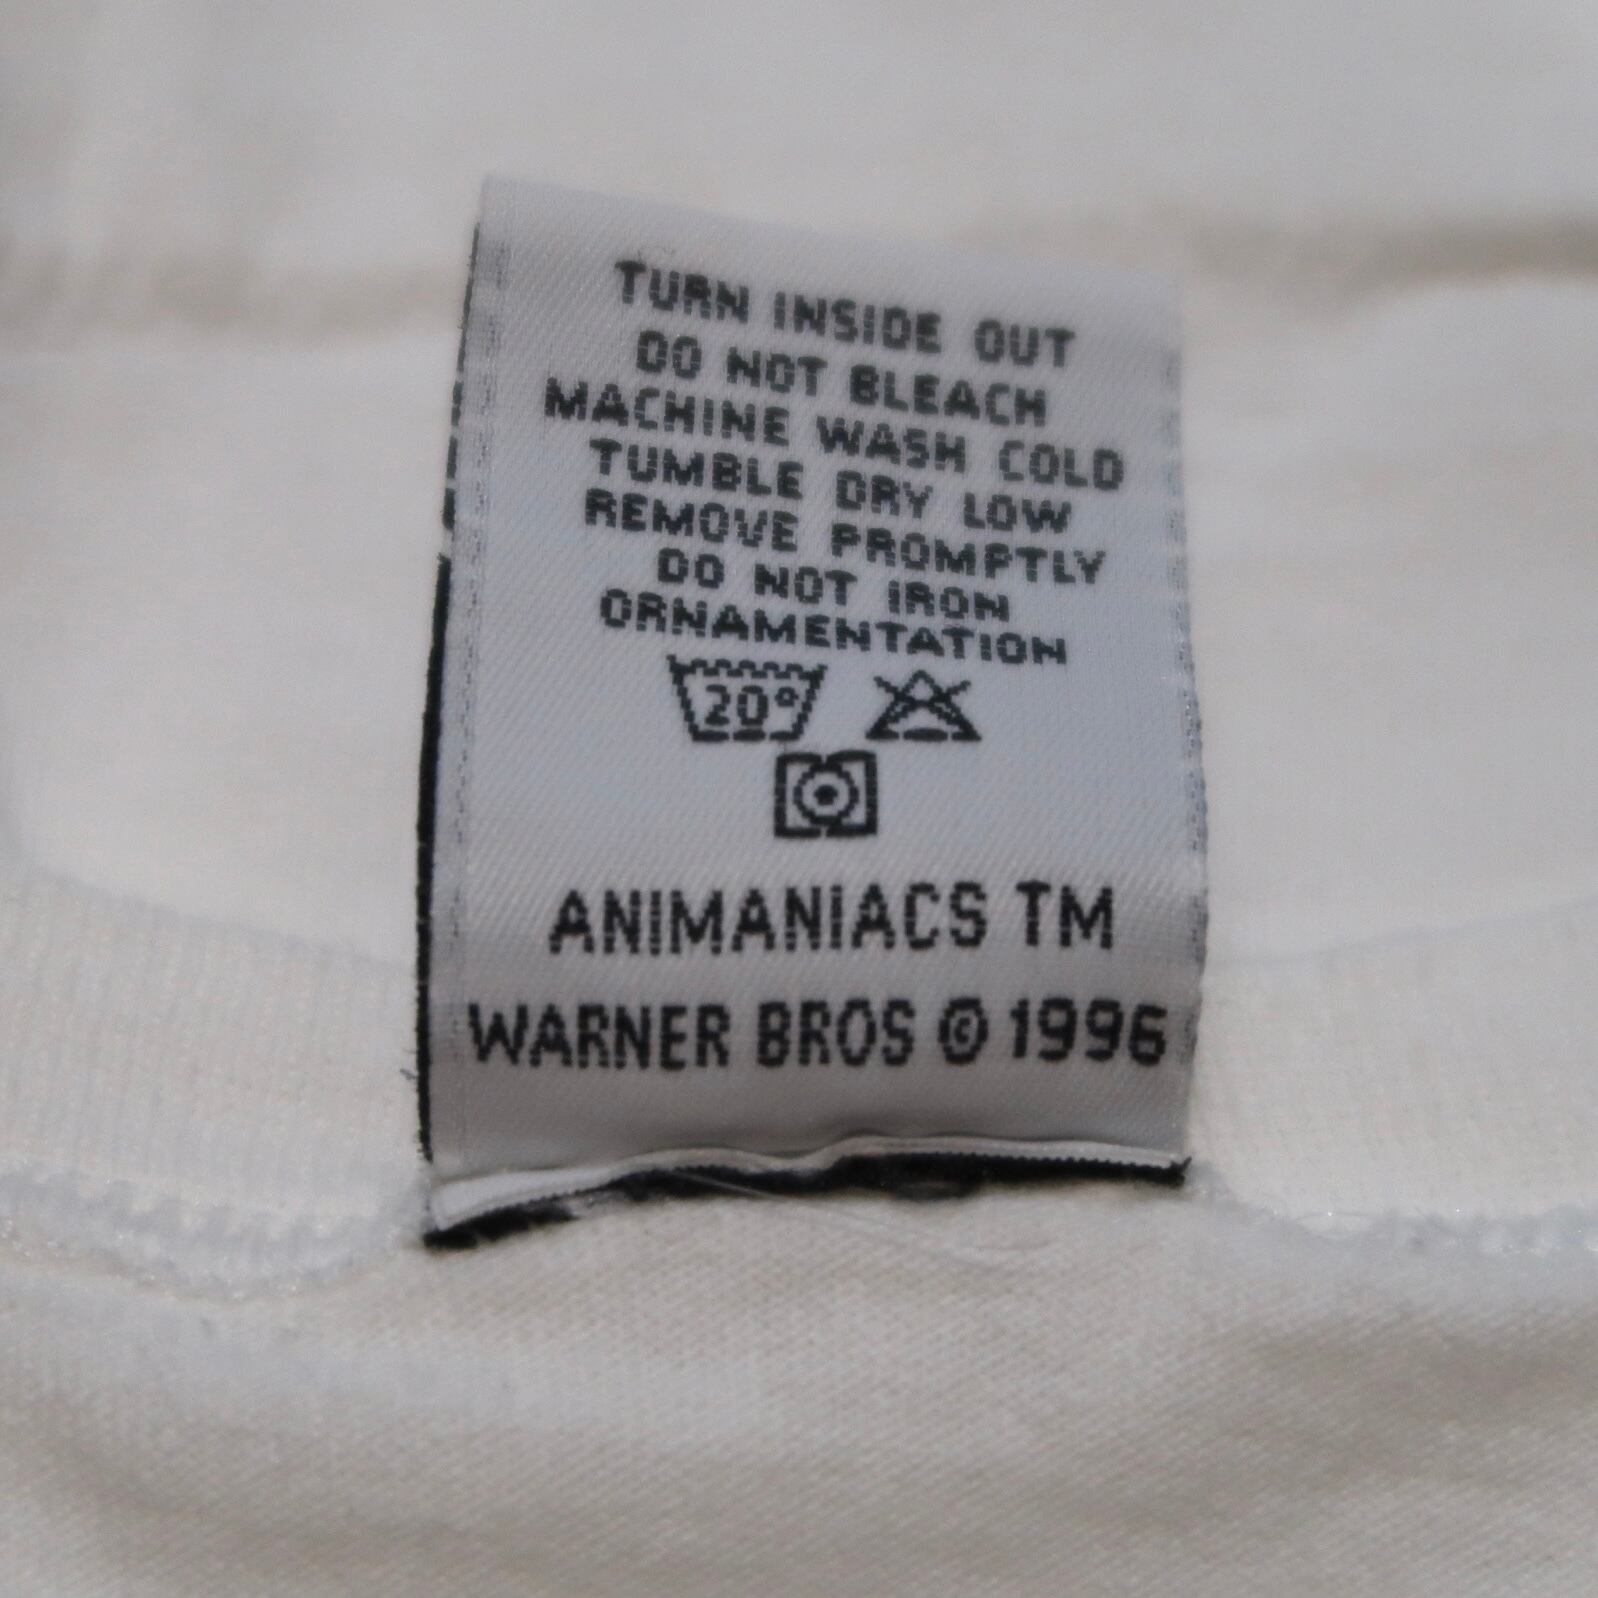 TURN INSIDE OUT
DO NOT BLEACH
MACHINE WASH COLD
TUMBLE DRY LOW
REMOVE PROMPTLY
DO NOT IRON
ORNAMENTATION
20°
ANIMANIACS TM
WARNER BROS © 1996